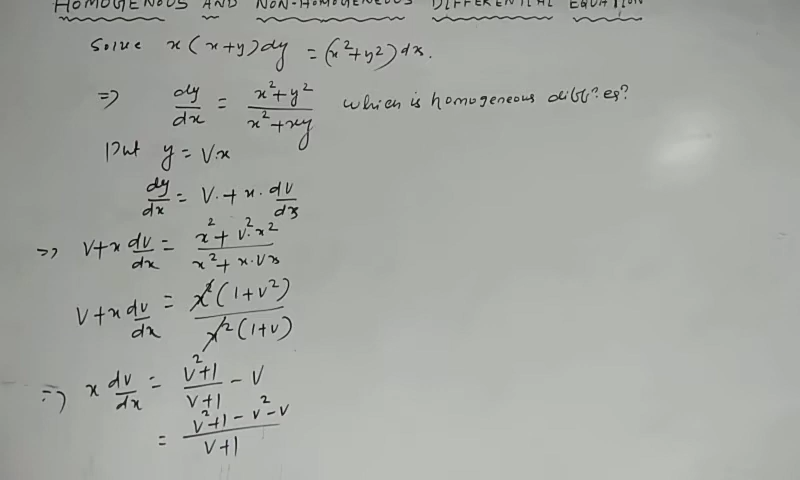 HOMOGENOUS AND NON-HOMOGENEOUS DIFFERENTIAL EQUATION
Solve x(x+y)dy = (x²+y²)dx.
=> dy/dx = (x²+y²)/(x²+xy) which is homogeneous diff? eq?
Put y = V.x
dy/dx = V.+x.dv/dx
=> V+x dv/dx = (x²+v².x²)/(x²+x.vx)
V+x dv/dx = x²(1+v²)/x²(1+v)
=> x dv/dx = (v²+1)/(v+1) - V
= (v²+1-v²-v)/(v+1)